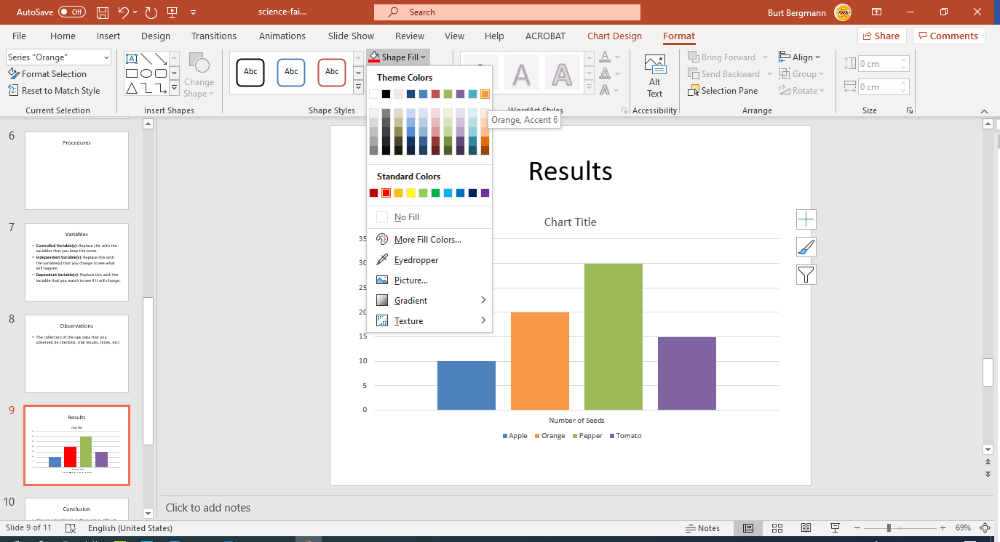 AutoSave Off science-fai... Search Burt Bergmann
File Home Insert Design Transitions Animations Slide Show Review View Help ACROBAT Chart Design Format Share Comments
Series "Orange"
Format Selection
Reset to Match Style
Current Selection
Change
Shape
Insert Shapes
Abc Abc Abc
Shape Styles
Shape Fill
WordArt Styles
Alt
Text
Accessibility
Bring Forward
Send Backward
Selection Pane
Align
Group
Rotate
Arrange
0 cm
0 cm
Size
Theme Colors
Orange, Accent 6
Standard Colors
No Fill
More Fill Colors...
Eyedropper
Picture...
Gradient
Texture
6
Procedures
7
Variables
• Controlled Variable(s): Replace this with the
variables that you keep the same.
• Independent Variable(s): Replace this with
the variable(s) that you change to see what
will happen.
• Dependent Variable(s): Replace this with the
variable that you watch to see if it will change.
8
Observations
• The collection of the raw data that you
observed (ie checklist, trial results, times, etc)
9
Results
Chart Title
10
Conclusion
Results
Chart Title
35
30
25
20
15
10
5
0
Number of Seeds
Apple Orange Pepper Tomato
Click to add notes
Slide 9 of 11 English (United States) Notes 69%